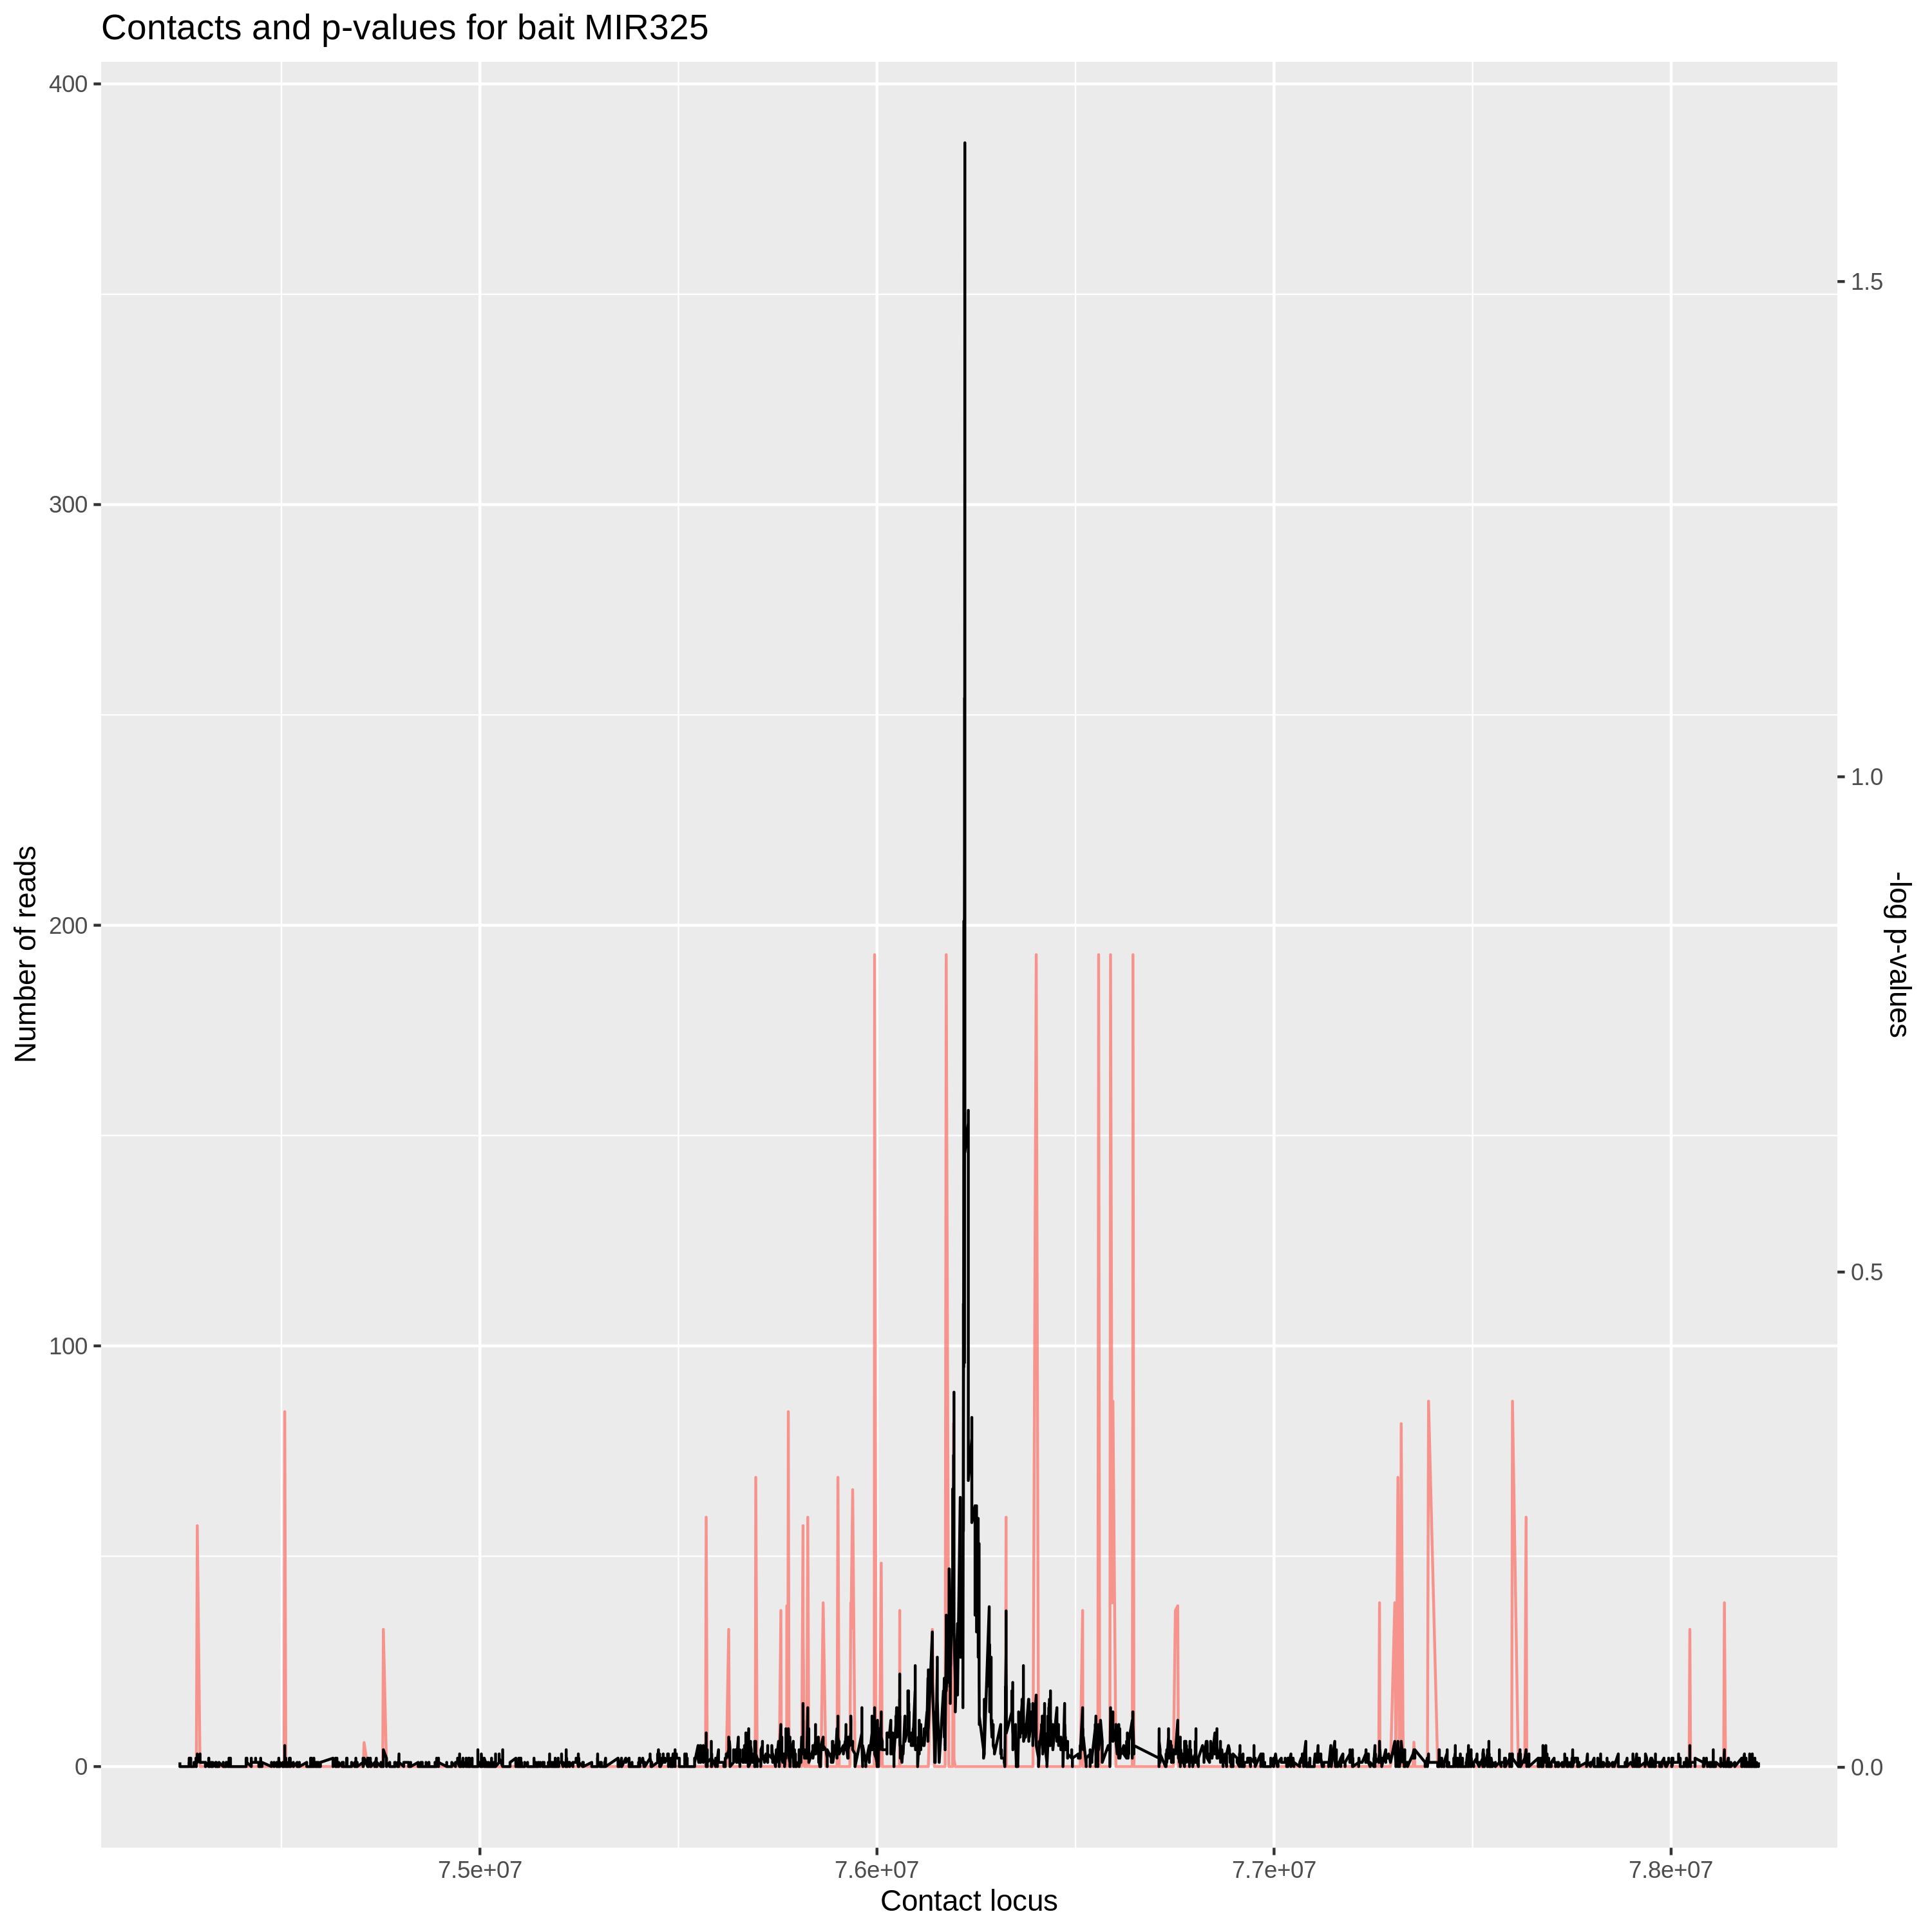 Contacts and p-values for bait MIR325
400
300
200
100
0
Number of reads
1.5
1.0
0.5
0.0
-log p-values
7.5e+07 7.6e+07 7.7e+07 7.8e+07
Contact locus